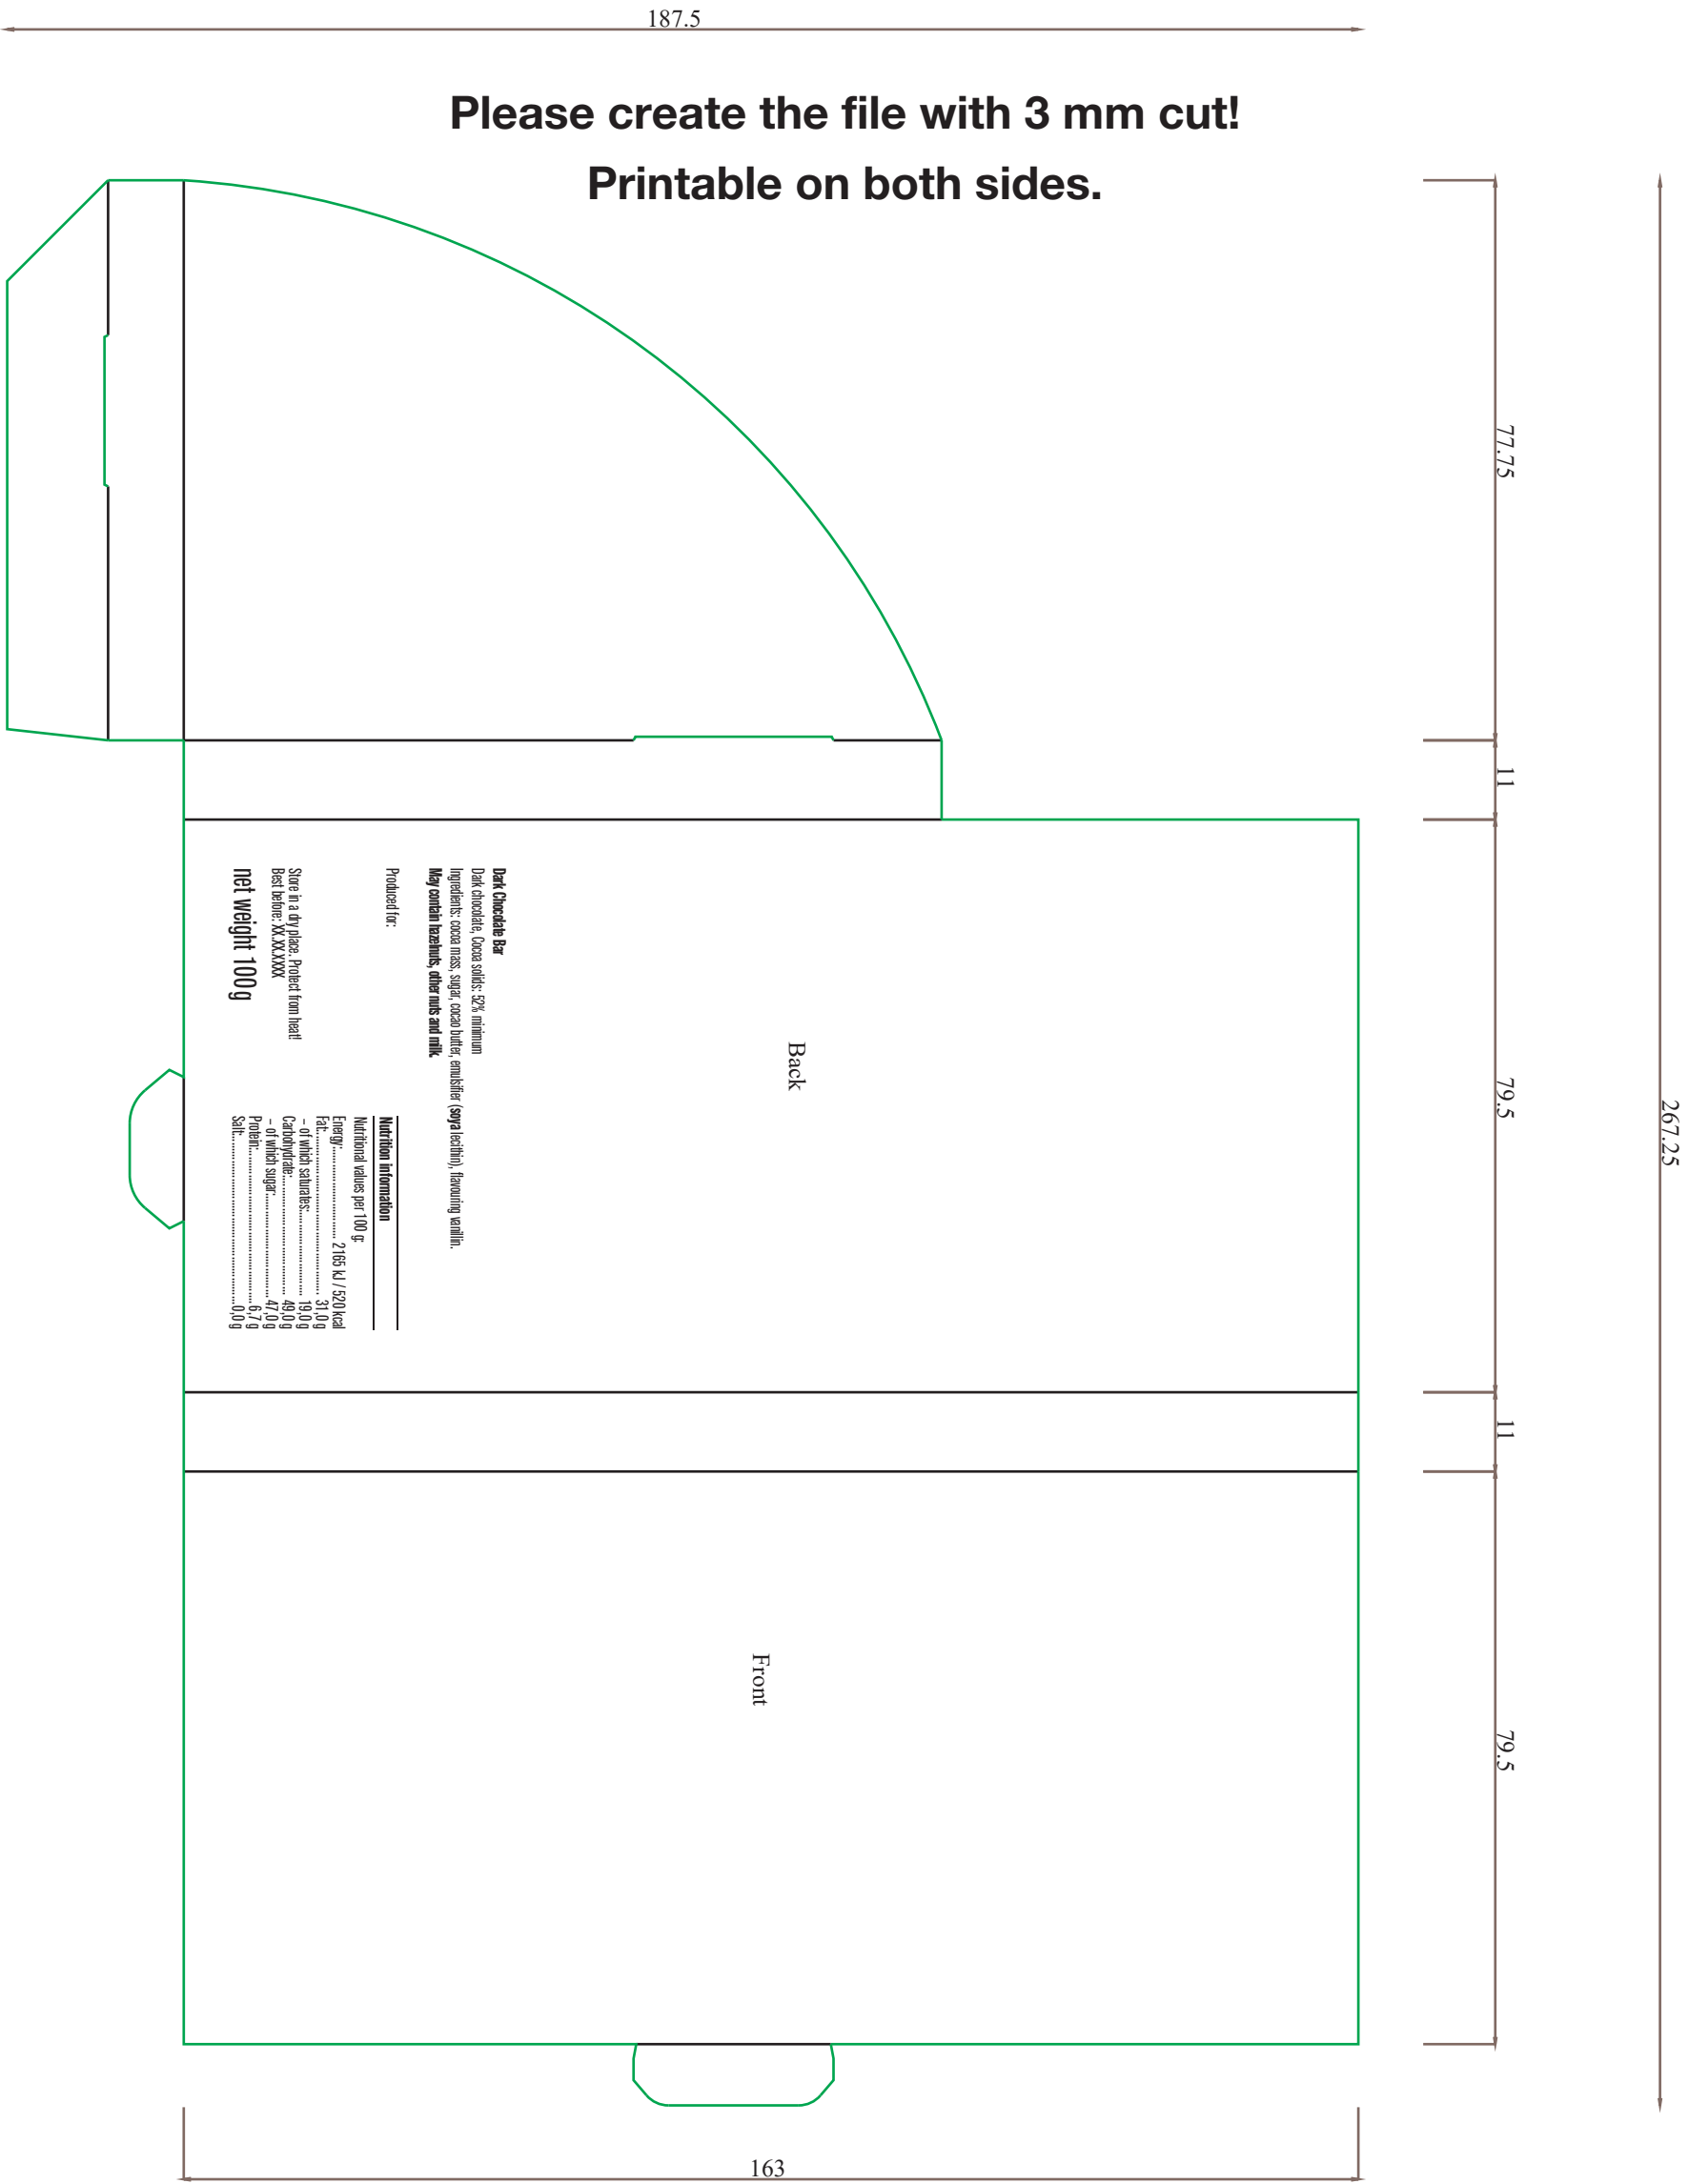 187.5
Please create the file with 3 mm cut!
Printable on both sides.
77.75
11
79.5
267.25
11
79.5
Back
Dark Chocolate Bar
Dark chocolate, Cocoa solids: 52% minimum
Ingredients: cocoa mass, sugar, cocao butter, emulsifier (soya lecithin), flavouring vanillin.
May contain hazelnuts, other nuts and milk.
Produced for:
Store in a dry place. Protect from heat!
Best before: XX.XX.XXXX
net weight 100g
Nutrition information
Nutritional values per 100 g:
Energy:.......................... 2165 kJ / 520 kcal
Fat:.......................................... 31,0 g
– of which saturates:...................... 19,0 g
Carbohydrate:............................... 49,0 g
– of which sugar:........................... 47,0 g
Protein:...................................... 6,7 g
Salt:..........................................0,0 g
Front
163